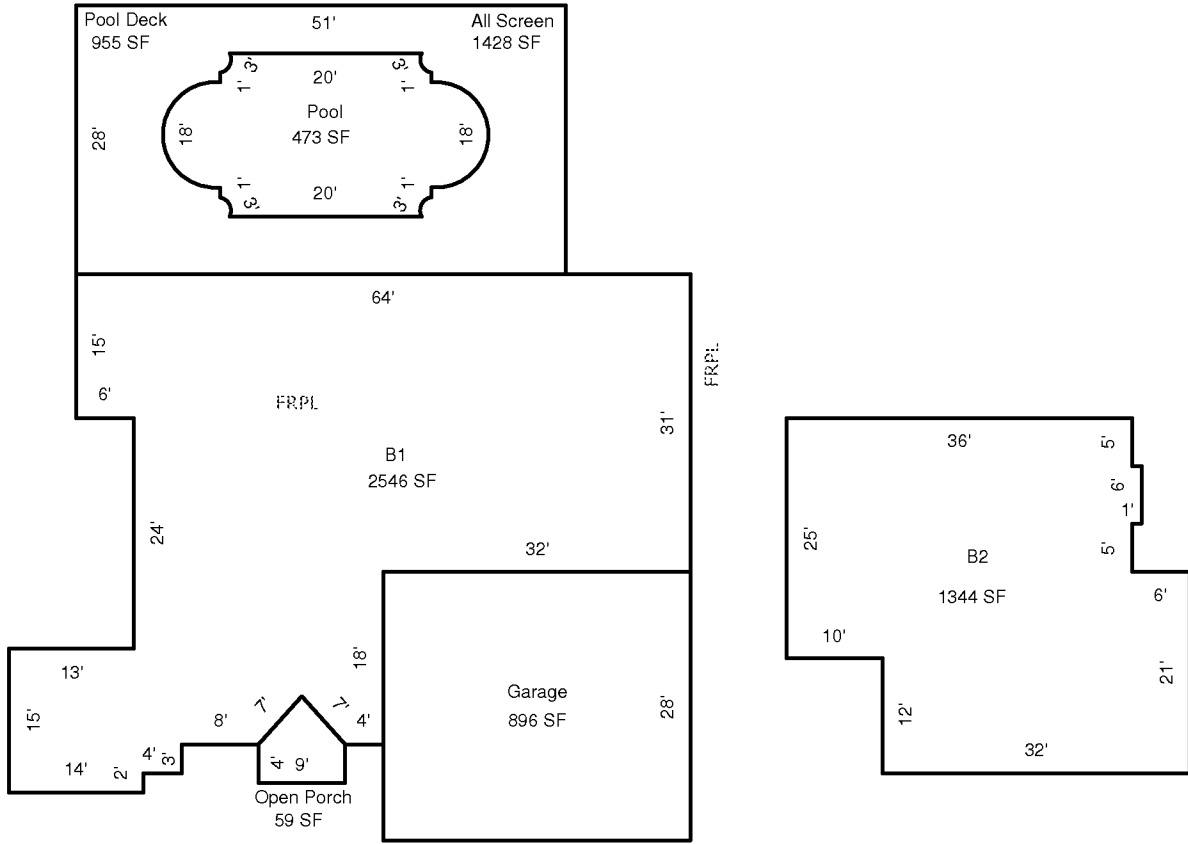 Pool Deck
955 SF
51'
All Screen
1428 SF
3'
3'
1'
20'
1'
Pool
473 SF
28'
18'
18'
1'
20'
1'
3'
3'
64'
15'
6'
FRPL
FRPL
31'
B1
2546 SF
24'
32'
13'
15'
14'
2'
4'
3'
8'
7'
7'
4'
18'
4'
9'
Open Porch
59 SF
Garage
896 SF
28'
36'
5'
6'
1'
5'
25'
B2
1344 SF
6'
10'
12'
21'
32'